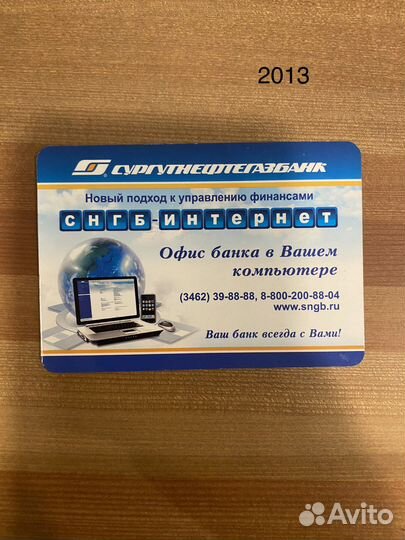 2013
СУРГУТНЕФТЕГАЗБАНК
Новый подход к управлению финансами
СНГБ-ИНТЕРНЕТ
Офис банка в Вашем
компьютере
(3462) 39-88-88, 8-800-200-88-04
www.sngb.ru
Ваш банк всегда с Вами!
Avito